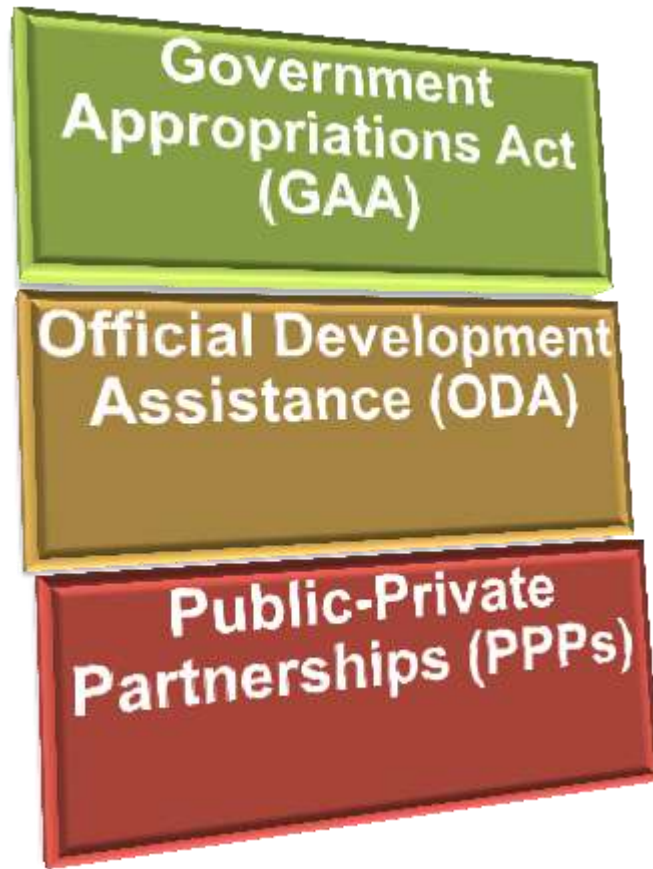 Government
Appropriations Act
(GAA)
Official Development
Assistance (ODA)
Public-Private
Partnerships (PPPs)